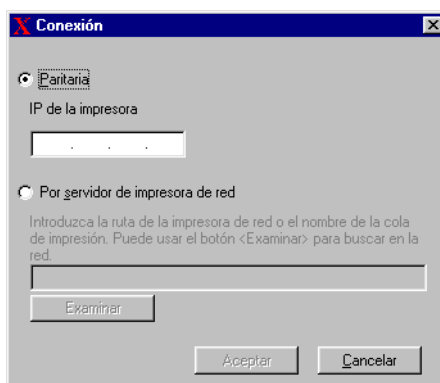 Conexión
Paritaria
IP de la impresora
. . .
Por servidor de impresora de red
Introduzca la ruta de la impresora de red o el nombre de la cola
de impresión. Puede usar el botón <Examinar> para buscar en la
red.
Examinar
Aceptar
Cancelar